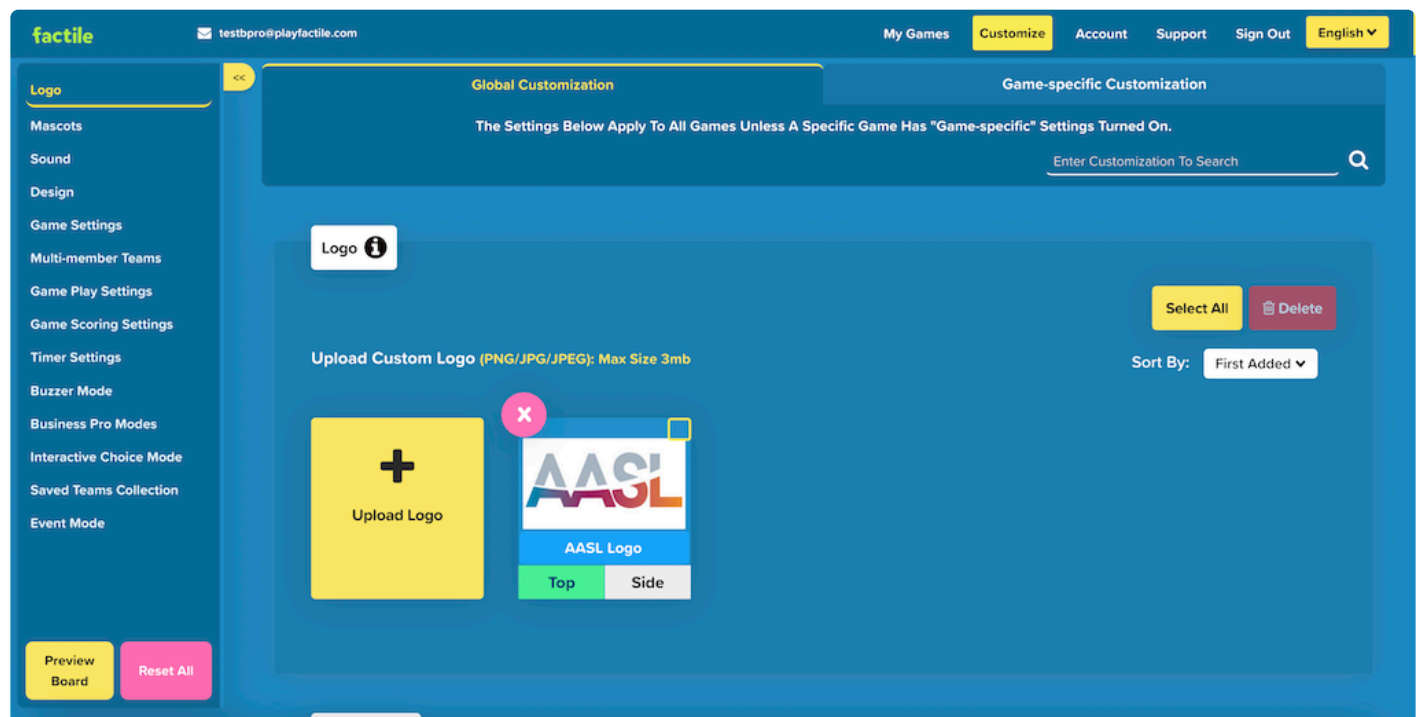 factile
testbpro@playfactile.com
My Games
Customize
Account
Support
Sign Out
English
Logo
Mascots
Sound
Design
Game Settings
Multi-member Teams
Game Play Settings
Game Scoring Settings
Timer Settings
Buzzer Mode
Business Pro Modes
Interactive Choice Mode
Saved Teams Collection
Event Mode
Preview
Board
Reset All
<<
Global Customization
Game-specific Customization
The Settings Below Apply To All Games Unless A Specific Game Has "Game-specific" Settings Turned On.
Enter Customization To Search
Logo
Select All
Delete
Upload Custom Logo (PNG/JPG/JPEG): Max Size 3mb
Sort By:
First Added
Upload Logo
AASL
AASL Logo
Top
Side